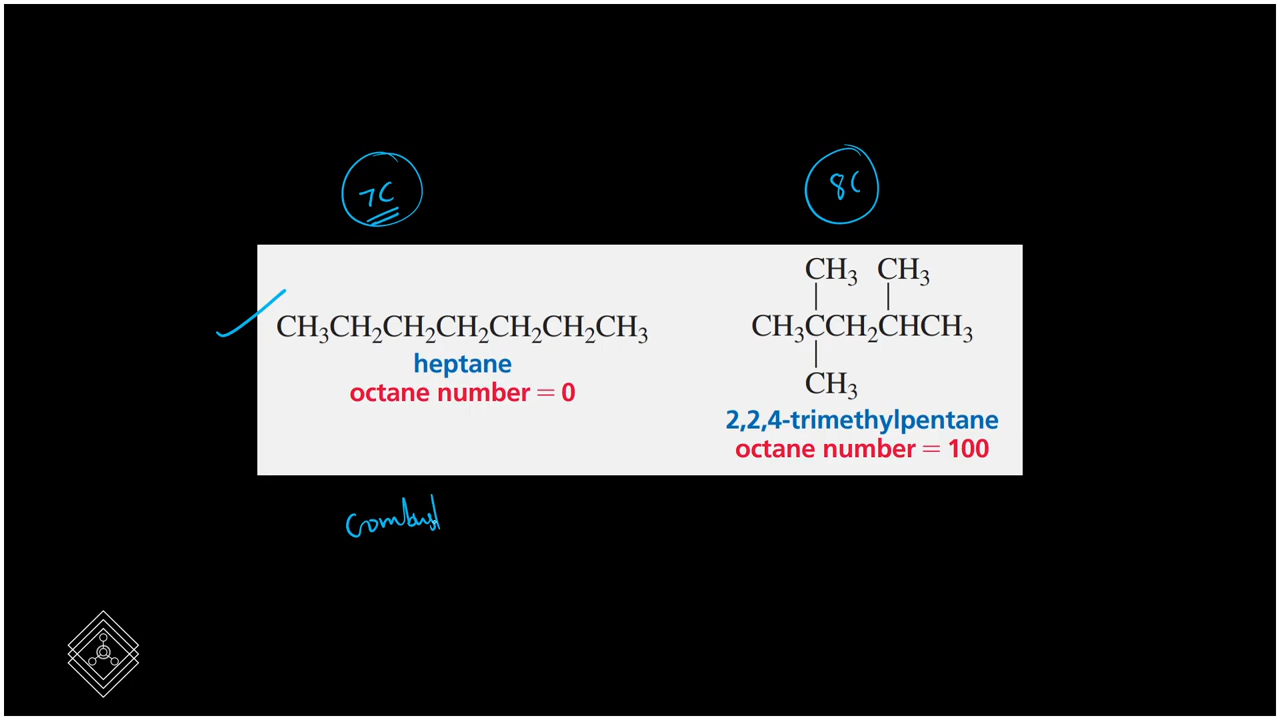 7C
8C
CH₃ CH₃
CH₃CH₂CH₂CH₂CH₂CH₂CH₃
CH₃CCH₂CHCH₃
heptane
CH₃
octane number = 0
2,2,4-trimethylpentane
octane number = 100